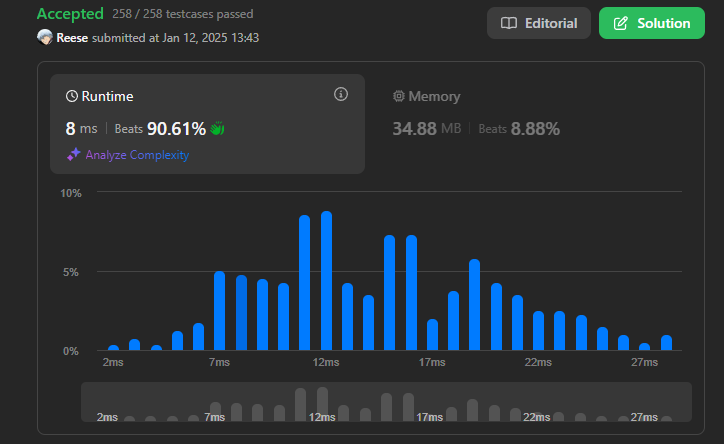 Accepted 258 / 258 testcases passed
Editorial
Solution
Reese submitted at Jan 12, 2025 13:43
Runtime
8 ms | Beats 90.61%
Analyze Complexity
Memory
34.88 MB | Beats 8.88%
10%
5%
0%
2ms 7ms 12ms 17ms 22ms 27ms
2ms 7ms 12ms 17ms 22ms 27ms